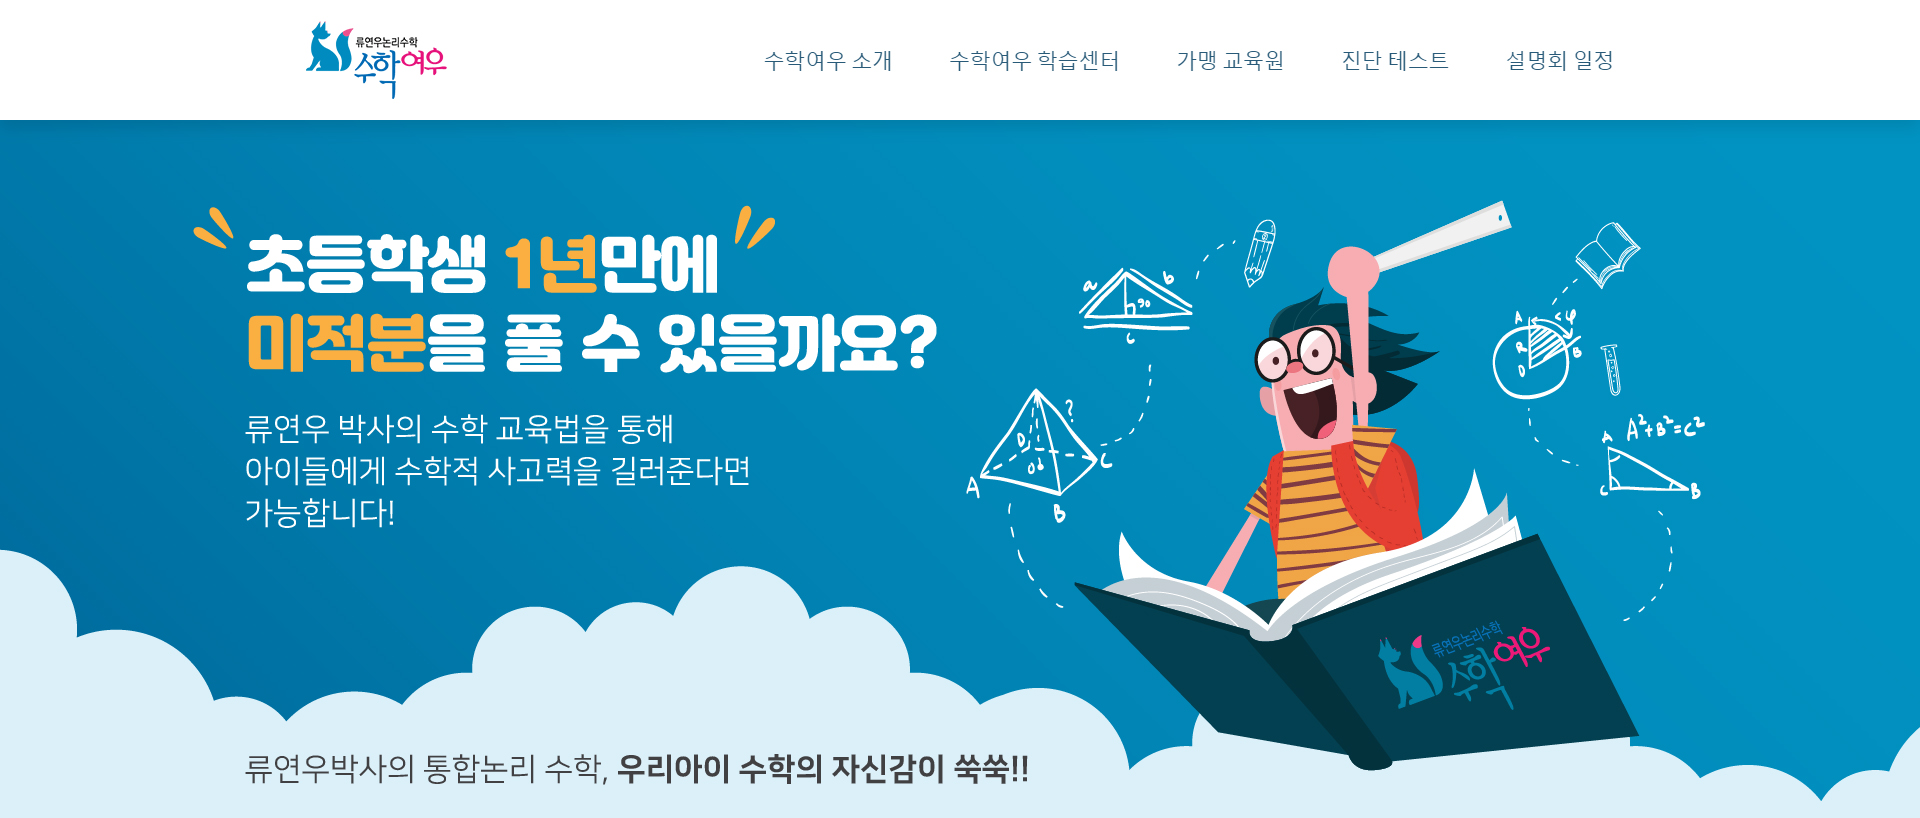 류연우논리수학
수학여우
수학여우 소개
수학여우 학습센터
가맹 교육원
진단 테스트
설명회 일정
초등학생 1년만에
미적분을 풀 수 있을까요?
류연우 박사의 수학 교육법을 통해
아이들에게 수학적 사고력을 길러준다면
가능합니다!
a
b
90
C
?
D
O
A
B
C
A
<φ
R
B
O
A²+B²=C²
A
C
B
류연우논리수학
수학여우
류연우박사의 통합논리 수학, 우리아이 수학의 자신감이 쑥쑥!!